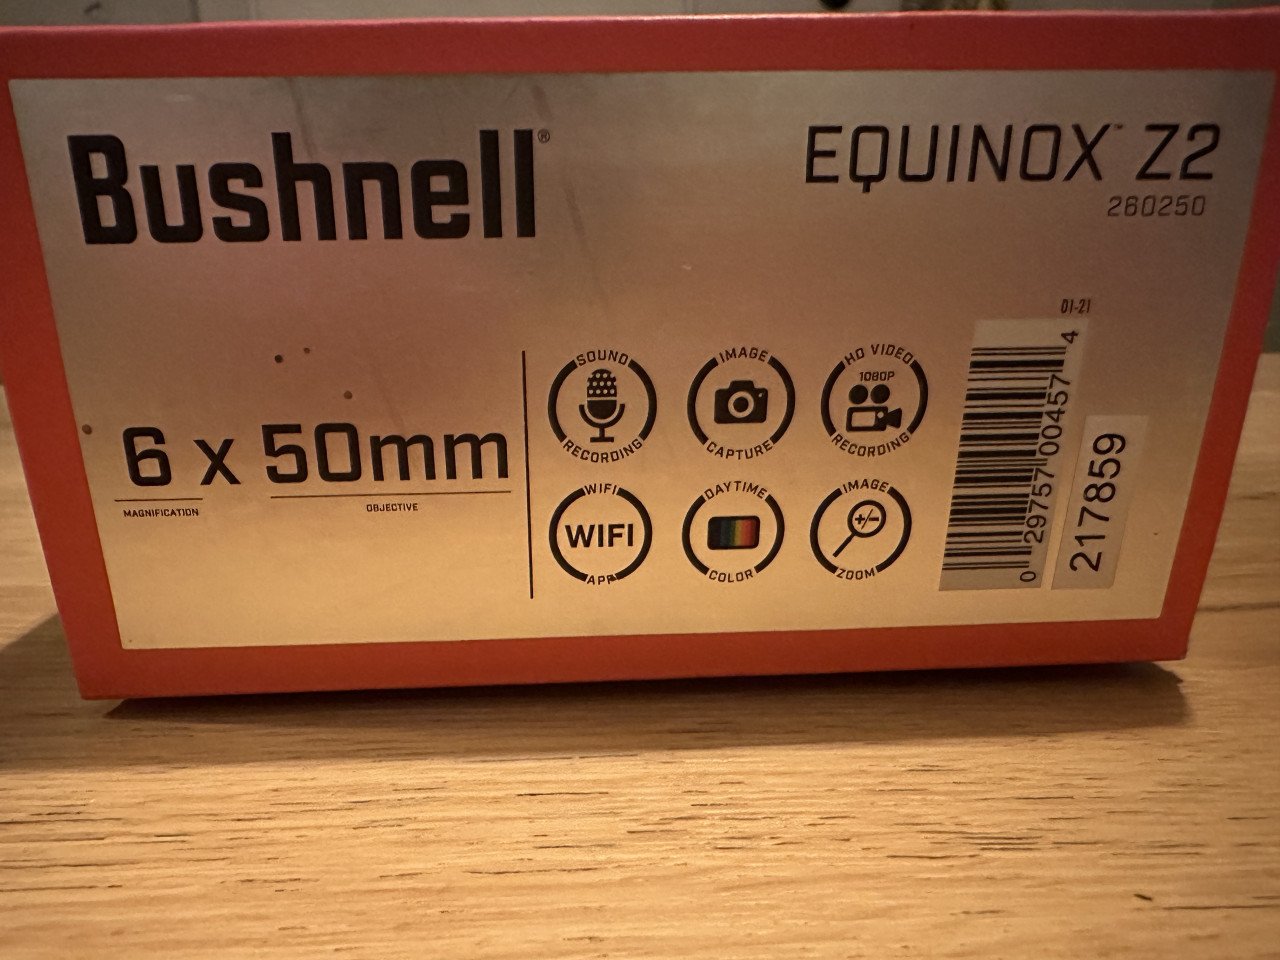 Bushnell®
EQUINOX™ Z2
260250
6 x 50mm
MAGNIFICATION
OBJECTIVE
SOUND
RECORDING
IMAGE
CAPTURE
HD VIDEO
1080P
RECORDING
WIFI
WIFI
APP
DAYTIME
COLOR
IMAGE
+/-
ZOOM
01-21
0 29757 00457 4
217859